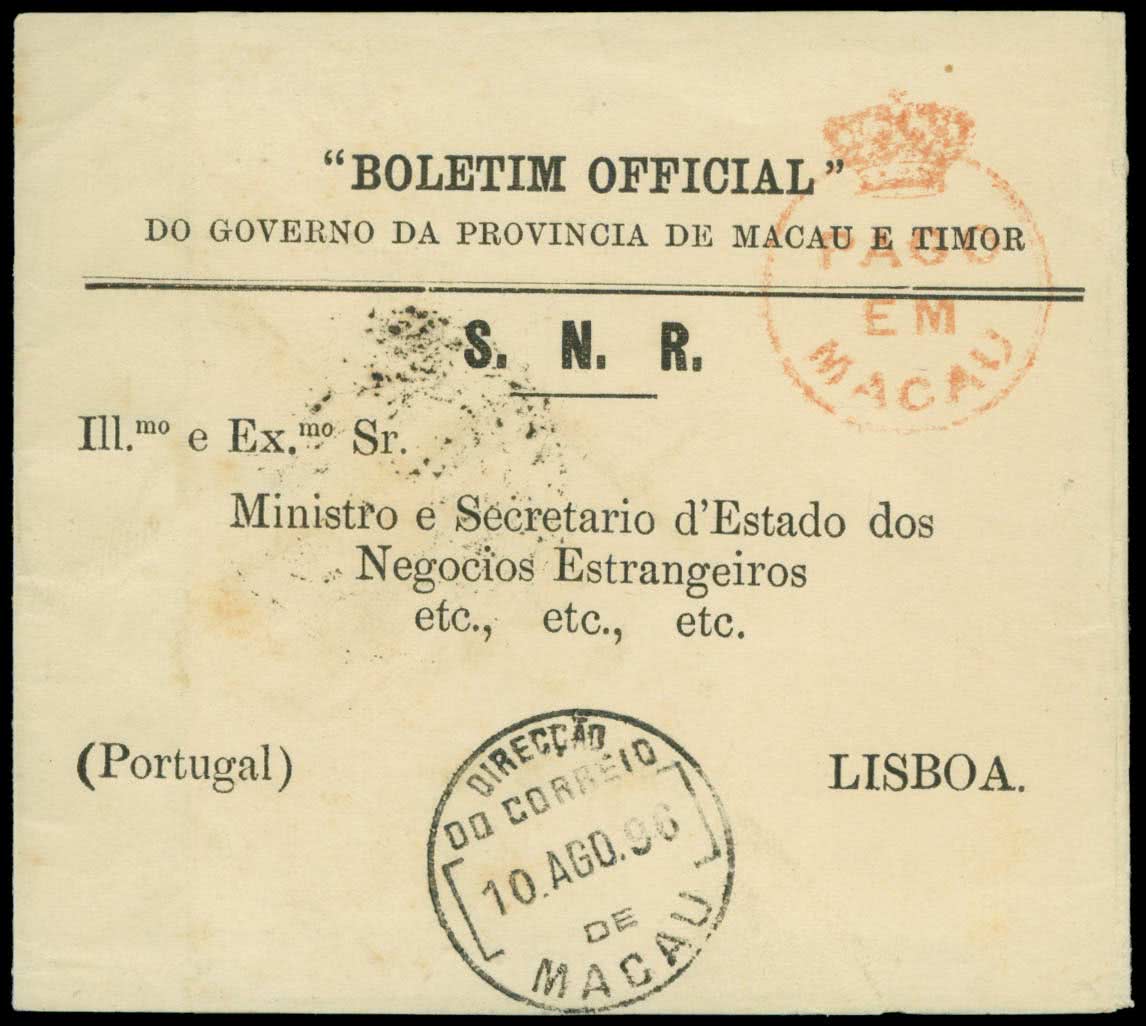 "BOLETIM OFFICIAL"
DO GOVERNO DA PROVINCIA DE MACAU E TIMOR
PAGO
EM
MACAU
S. N. R.
Ill.mo e Ex.mo Sr.
Ministro e Secretario d'Estado dos
Negocios Estrangeiros
etc., etc., etc.
(Portugal) LISBOA.
DIRECÇÃO
DO CORREIO
10.AGO.96
DE
MACAU